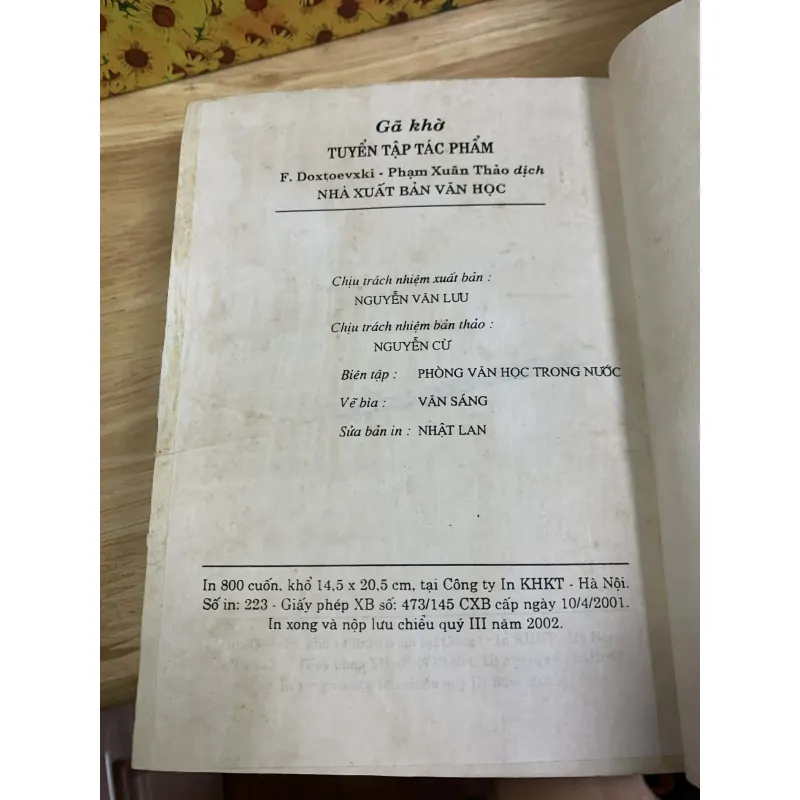 Gã khờ
TUYỂN TẬP TÁC PHẨM
F. Doxtoevxki - Phạm Xuân Thảo dịch
NHÀ XUẤT BẢN VĂN HỌC
Chịu trách nhiệm xuất bản :
NGUYỄN VĂN LƯU
Chịu trách nhiệm bản thảo :
NGUYỄN CỪ
Biên tập : PHÒNG VĂN HỌC TRONG NƯỚC
Vẽ bìa : VĂN SÁNG
Sửa bản in : NHẬT LAN
In 800 cuốn, khổ 14,5 x 20,5 cm, tại Công ty In KHKT - Hà Nội.
Số in: 223 - Giấy phép XB số: 473/145 CXB cấp ngày 10/4/2001.
In xong và nộp lưu chiểu quý III năm 2002.